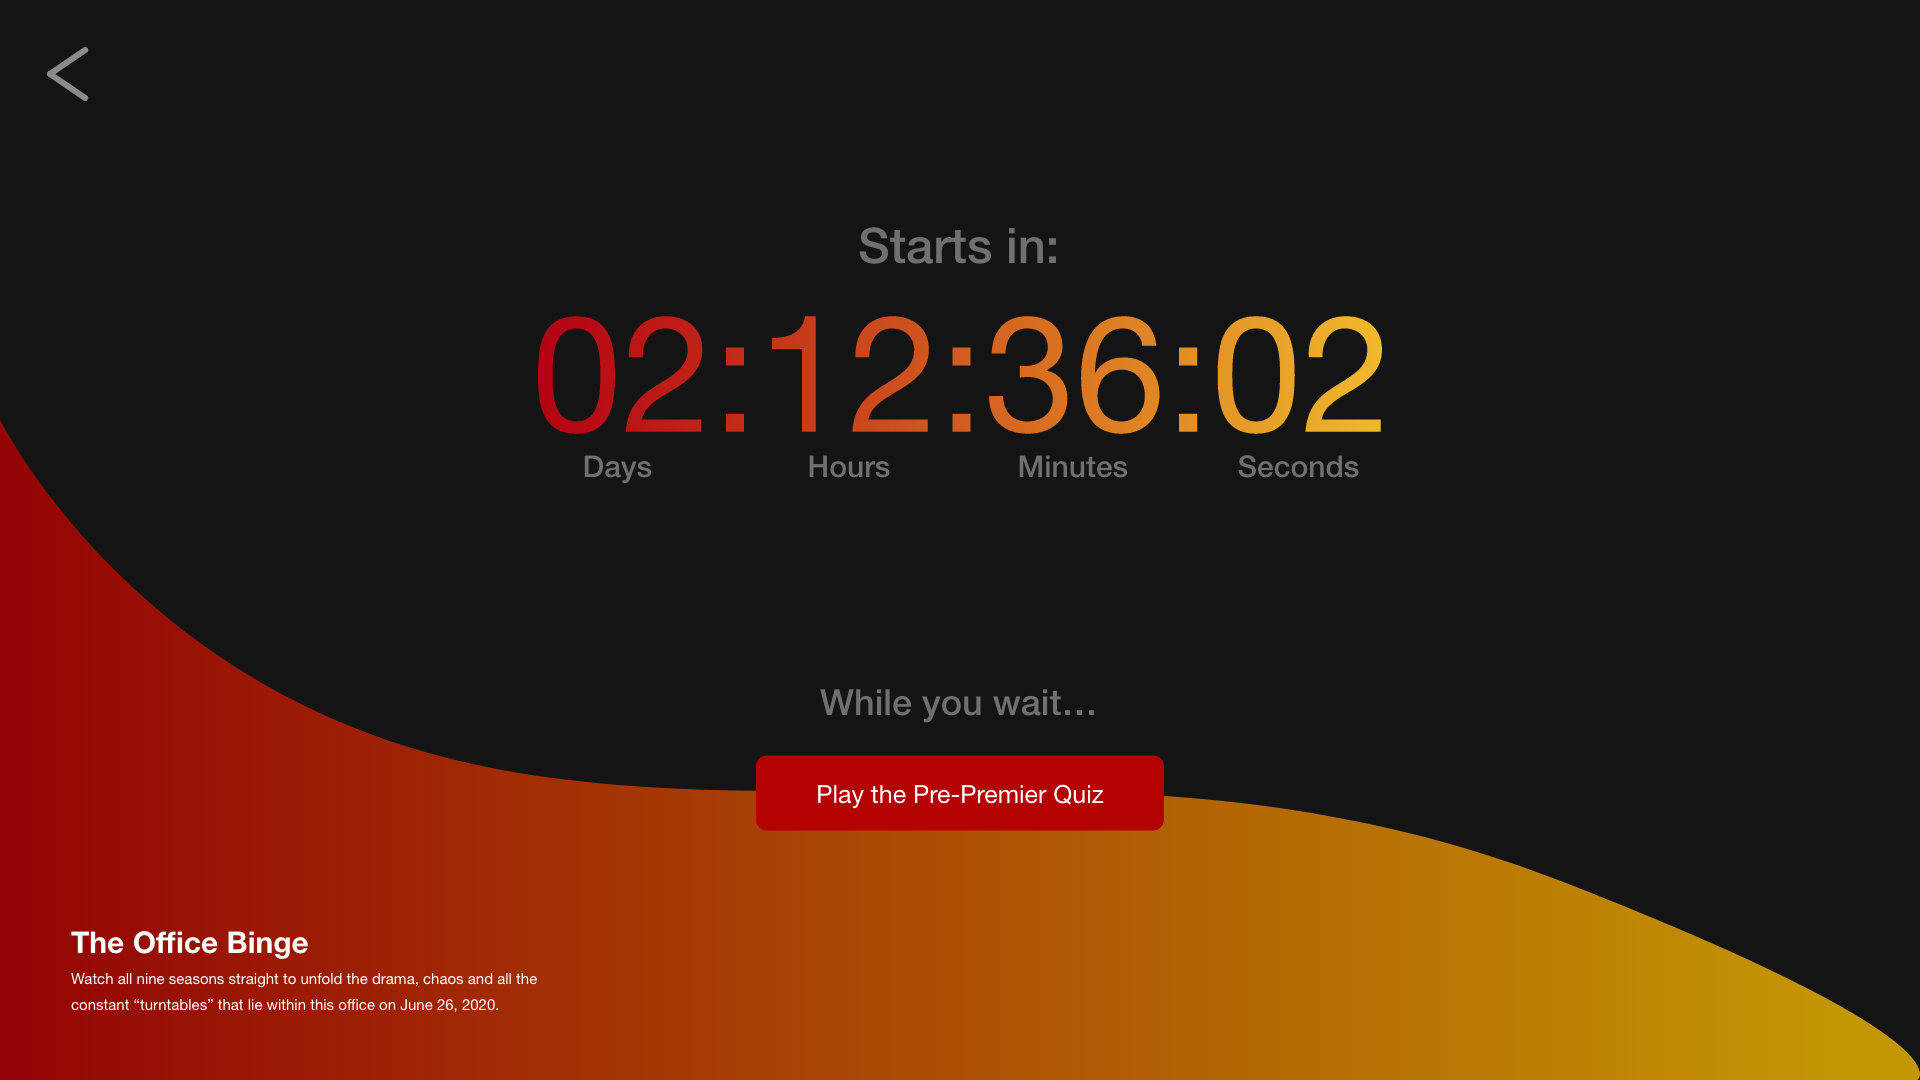 Starts in:
02:12:36:02
Days Hours Minutes Seconds
While you wait...
Play the Pre-Premier Quiz
The Office Binge
Watch all nine seasons straight to unfold the drama, chaos and all the
constant “turntables” that lie within this office on June 26, 2020.